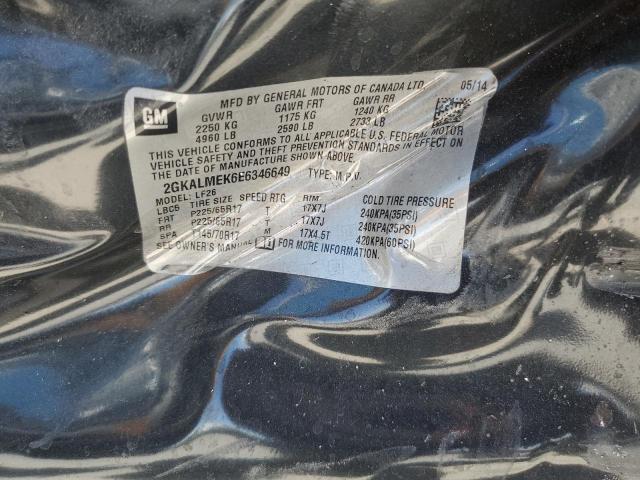 GM
MFD BY GENERAL MOTORS OF CANADA LTD. 05/14
GVWR GAWR FRT GAWR RR
2250 KG 1175 KG 1240 KG
4960 LB 2590 LB 2733 LB
THIS VEHICLE CONFORMS TO ALL APPLICABLE U.S. FEDERAL MOTOR
VEHICLE SAFETY AND THEFT PREVENTION STANDARDS IN EFFECT ON
THE DATE OF MANUFACTURE SHOWN ABOVE.
2GKALMEK6E6346649 TYPE: M.P.V.
MODEL: LF26
LBC5 TIRE SIZE SPEED RTG RIM COLD TIRE PRESSURE
FRT P225/65R17 T 17X7J 240KPA(35PSI)
RR P225/65R17 T 17X7J 240KPA(35PSI)
SPA T145/70R17 M 17X4.5T 420KPA(60PSI)
SEE OWNER'S MANUAL FOR MORE INFORMATION.